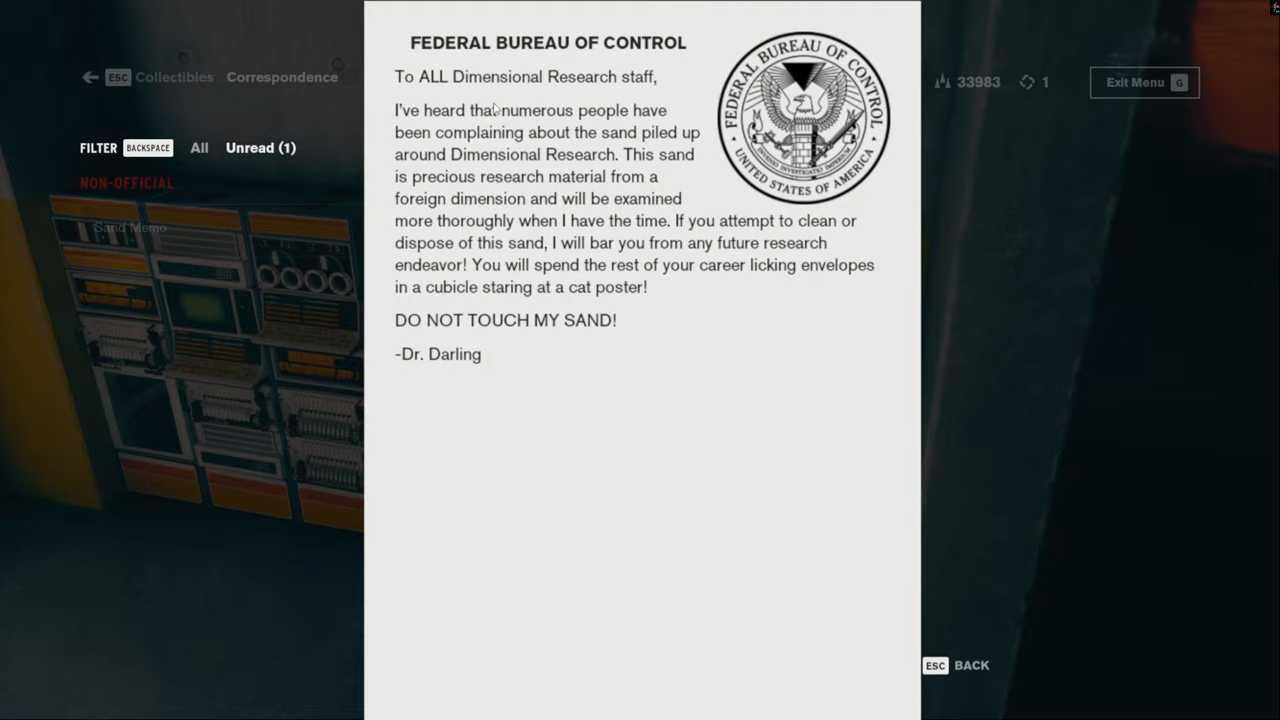 FEDERAL BUREAU OF CONTROL
To ALL Dimensional Research staff,
I've heard that numerous people have
been complaining about the sand piled up
around Dimensional Research. This sand
is precious research material from a
foreign dimension and will be examined
more thoroughly when I have the time. If you attempt to clean or
dispose of this sand, I will bar you from any future research
endeavor! You will spend the rest of your career licking envelopes
in a cubicle staring at a cat poster!
DO NOT TOUCH MY SAND!
-Dr. Darling
FEDERAL BUREAU OF CONTROL
UNITED STATES OF AMERICA
ESC Collectibles Correspondence
FILTER BACKSPACE All Unread (1)
NON-OFFICIAL
Sand Memo
33983 1
Exit Menu G
ESC BACK